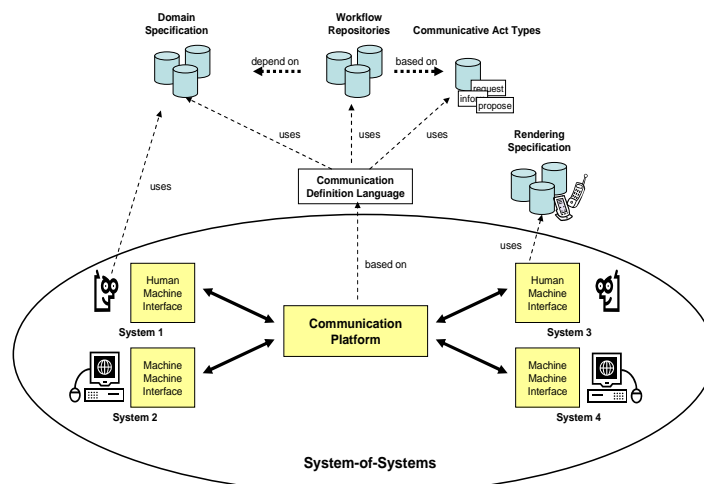 Domain
Specification
Workflow
Repositories
Communicative Act Types
depend on
based on
request
infor
propose
uses
uses
uses
Rendering
Specification
Communication
Definition Language
uses
uses
based on
Human
Machine
Interface
System 1
Human
Machine
Interface
System 3
Communication
Platform
Machine
Machine
Interface
System 2
Machine
Machine
Interface
System 4
System-of-Systems